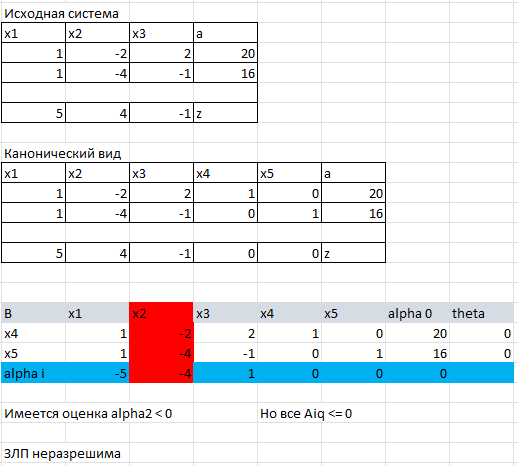 Исходная система
x1 x2 x3 a
1 -2 2 20
1 -4 -1 16
5 4 -1 z
Канонический вид
x1 x2 x3 x4 x5 a
1 -2 2 1 0 20
1 -4 -1 0 1 16
5 4 -1 0 0 z
B x1 x2 x3 x4 x5 alpha 0 theta
x4 1 -2 2 1 0 20 0
x5 1 -4 -1 0 1 16 0
alpha i -5 -4 1 0 0 0
Имеется оценка alpha2 < 0 Но все Aiq <= 0
ЗЛП неразрешима